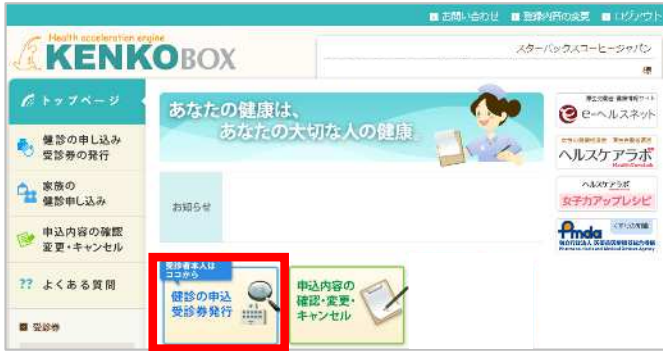 お問い合わせ 登録内容の変更 ログアウト
Health acceleration engine
KENKOBOX
スターバックスコーヒージャパン
様
トップページ
健診の申し込み
受診券の発行
家族の
健診申し込み
申込内容の確認
変更・キャンセル
?? よくある質問
受診券
あなたの健康は、
あなたの大切な人の健康。
お知らせ
受診者本人は
ココから
健診の申込
受診券発行
申込内容の
確認・変更・
キャンセル
e-ヘルスネット
ヘルスケアラボ
ヘルスケアラボ
女子力アップレシピ
Pmda